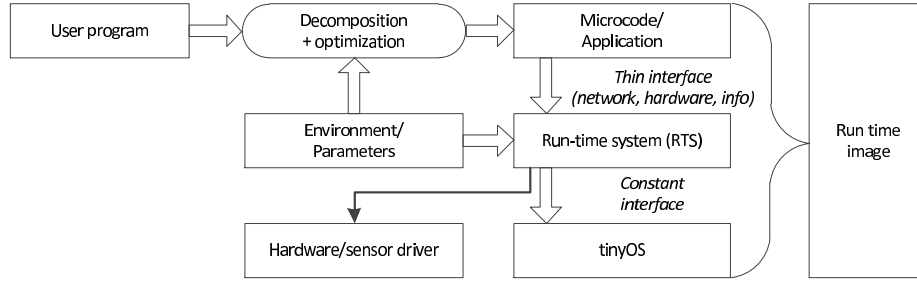 User program
Decomposition
+ optimization
Microcode/
Application
Thin interface
(network, hardware, info)
Environment/
Parameters
Run-time system (RTS)
Run time
image
Constant
interface
Hardware/sensor driver
tinyOS